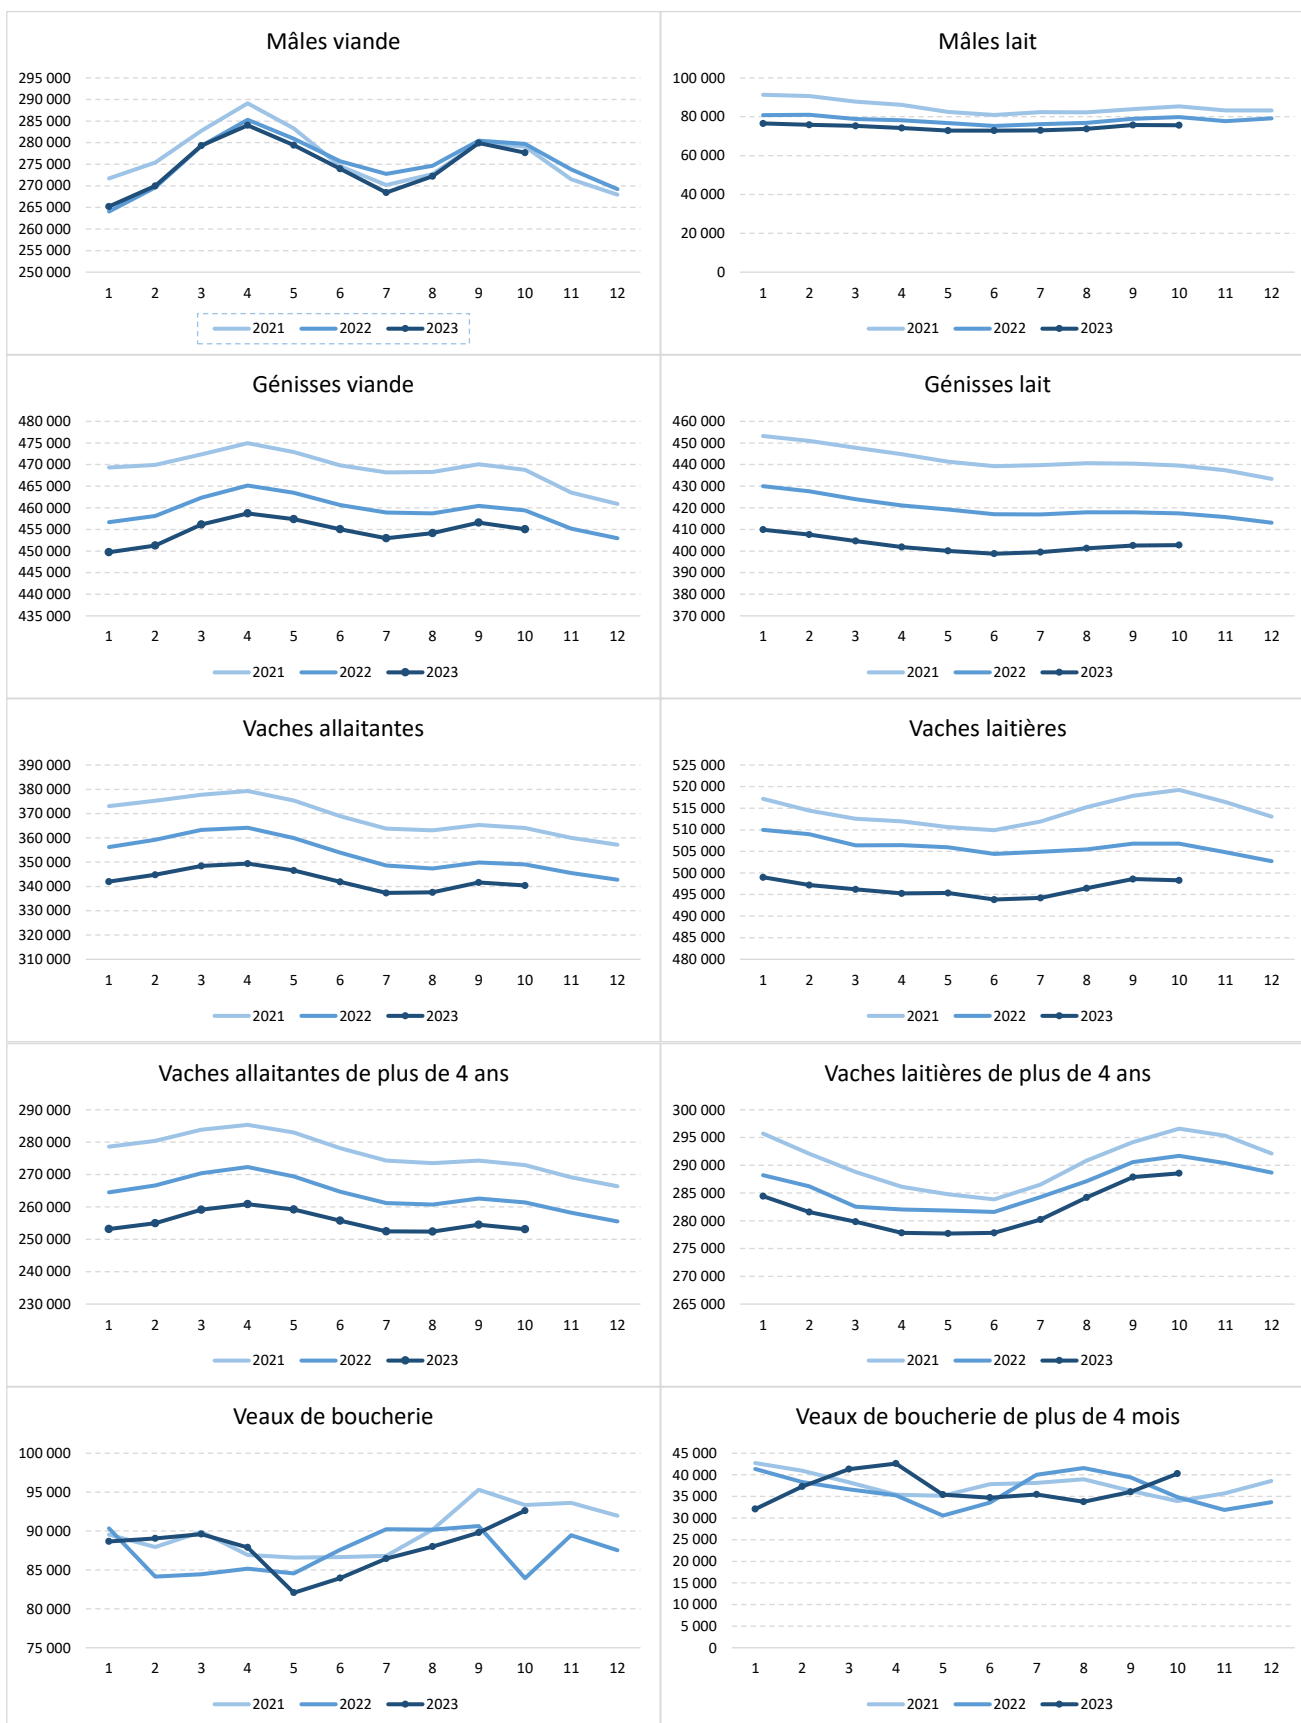 Mâles viande
295 000
290 000
285 000
280 000
275 000
270 000
265 000
260 000
255 000
250 000
1 2 3 4 5 6 7 8 9 10 11 12
2021 2022 2023
Mâles lait
100 000
80 000
60 000
40 000
20 000
0
1 2 3 4 5 6 7 8 9 10 11 12
2021 2022 2023
Génisses viande
480 000
475 000
470 000
465 000
460 000
455 000
450 000
445 000
440 000
435 000
1 2 3 4 5 6 7 8 9 10 11 12
2021 2022 2023
Génisses lait
460 000
450 000
440 000
430 000
420 000
410 000
400 000
390 000
380 000
370 000
1 2 3 4 5 6 7 8 9 10 11 12
2021 2022 2023
Vaches allaitantes
390 000
380 000
370 000
360 000
350 000
340 000
330 000
320 000
310 000
1 2 3 4 5 6 7 8 9 10 11 12
2021 2022 2023
Vaches laitières
525 000
520 000
515 000
510 000
505 000
500 000
495 000
490 000
485 000
480 000
1 2 3 4 5 6 7 8 9 10 11 12
2021 2022 2023
Vaches allaitantes de plus de 4 ans
290 000
280 000
270 000
260 000
250 000
240 000
230 000
1 2 3 4 5 6 7 8 9 10 11 12
2021 2022 2023
Vaches laitières de plus de 4 ans
300 000
295 000
290 000
285 000
280 000
275 000
270 000
265 000
1 2 3 4 5 6 7 8 9 10 11 12
2021 2022 2023
Veaux de boucherie
100 000
95 000
90 000
85 000
80 000
75 000
1 2 3 4 5 6 7 8 9 10 11 12
2021 2022 2023
Veaux de boucherie de plus de 4 mois
45 000
40 000
35 000
30 000
25 000
20 000
15 000
10 000
5 000
0
1 2 3 4 5 6 7 8 9 10 11 12
2021 2022 2023